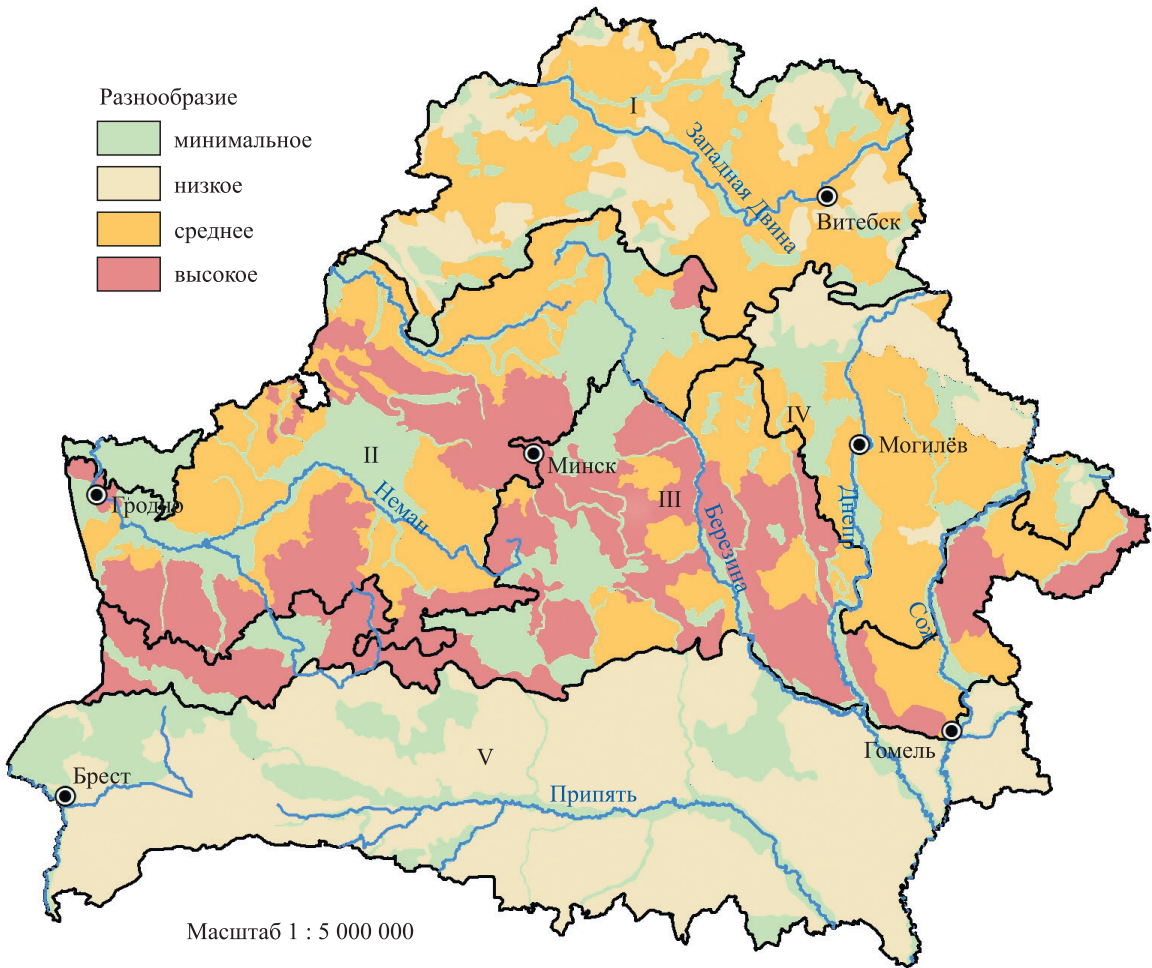 Разнообразие
минимальное
низкое
среднее
высокое
I
Западная Двина
Витебск
IV
II
Могилёв
Минск
Гродно
Неман
III
Березина
Днепр
Сож
Гомель
V
Брест
Припять
Масштаб 1 : 5 000 000